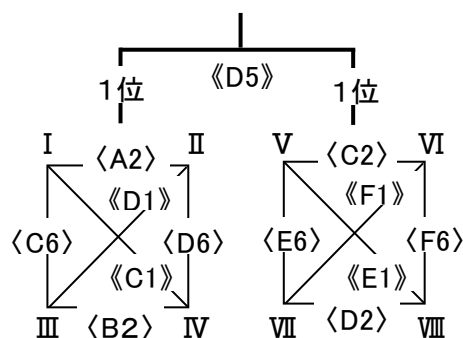 《D5》
1位 1位
Ⅰ 〈A2〉 Ⅱ Ⅴ 〈C2〉 Ⅵ
《D1》 《F1》
〈C6〉 〈D6〉 〈E6〉 〈F6〉
《C1》 《E1》
Ⅲ 〈B2〉 Ⅳ Ⅶ 〈D2〉 Ⅷ